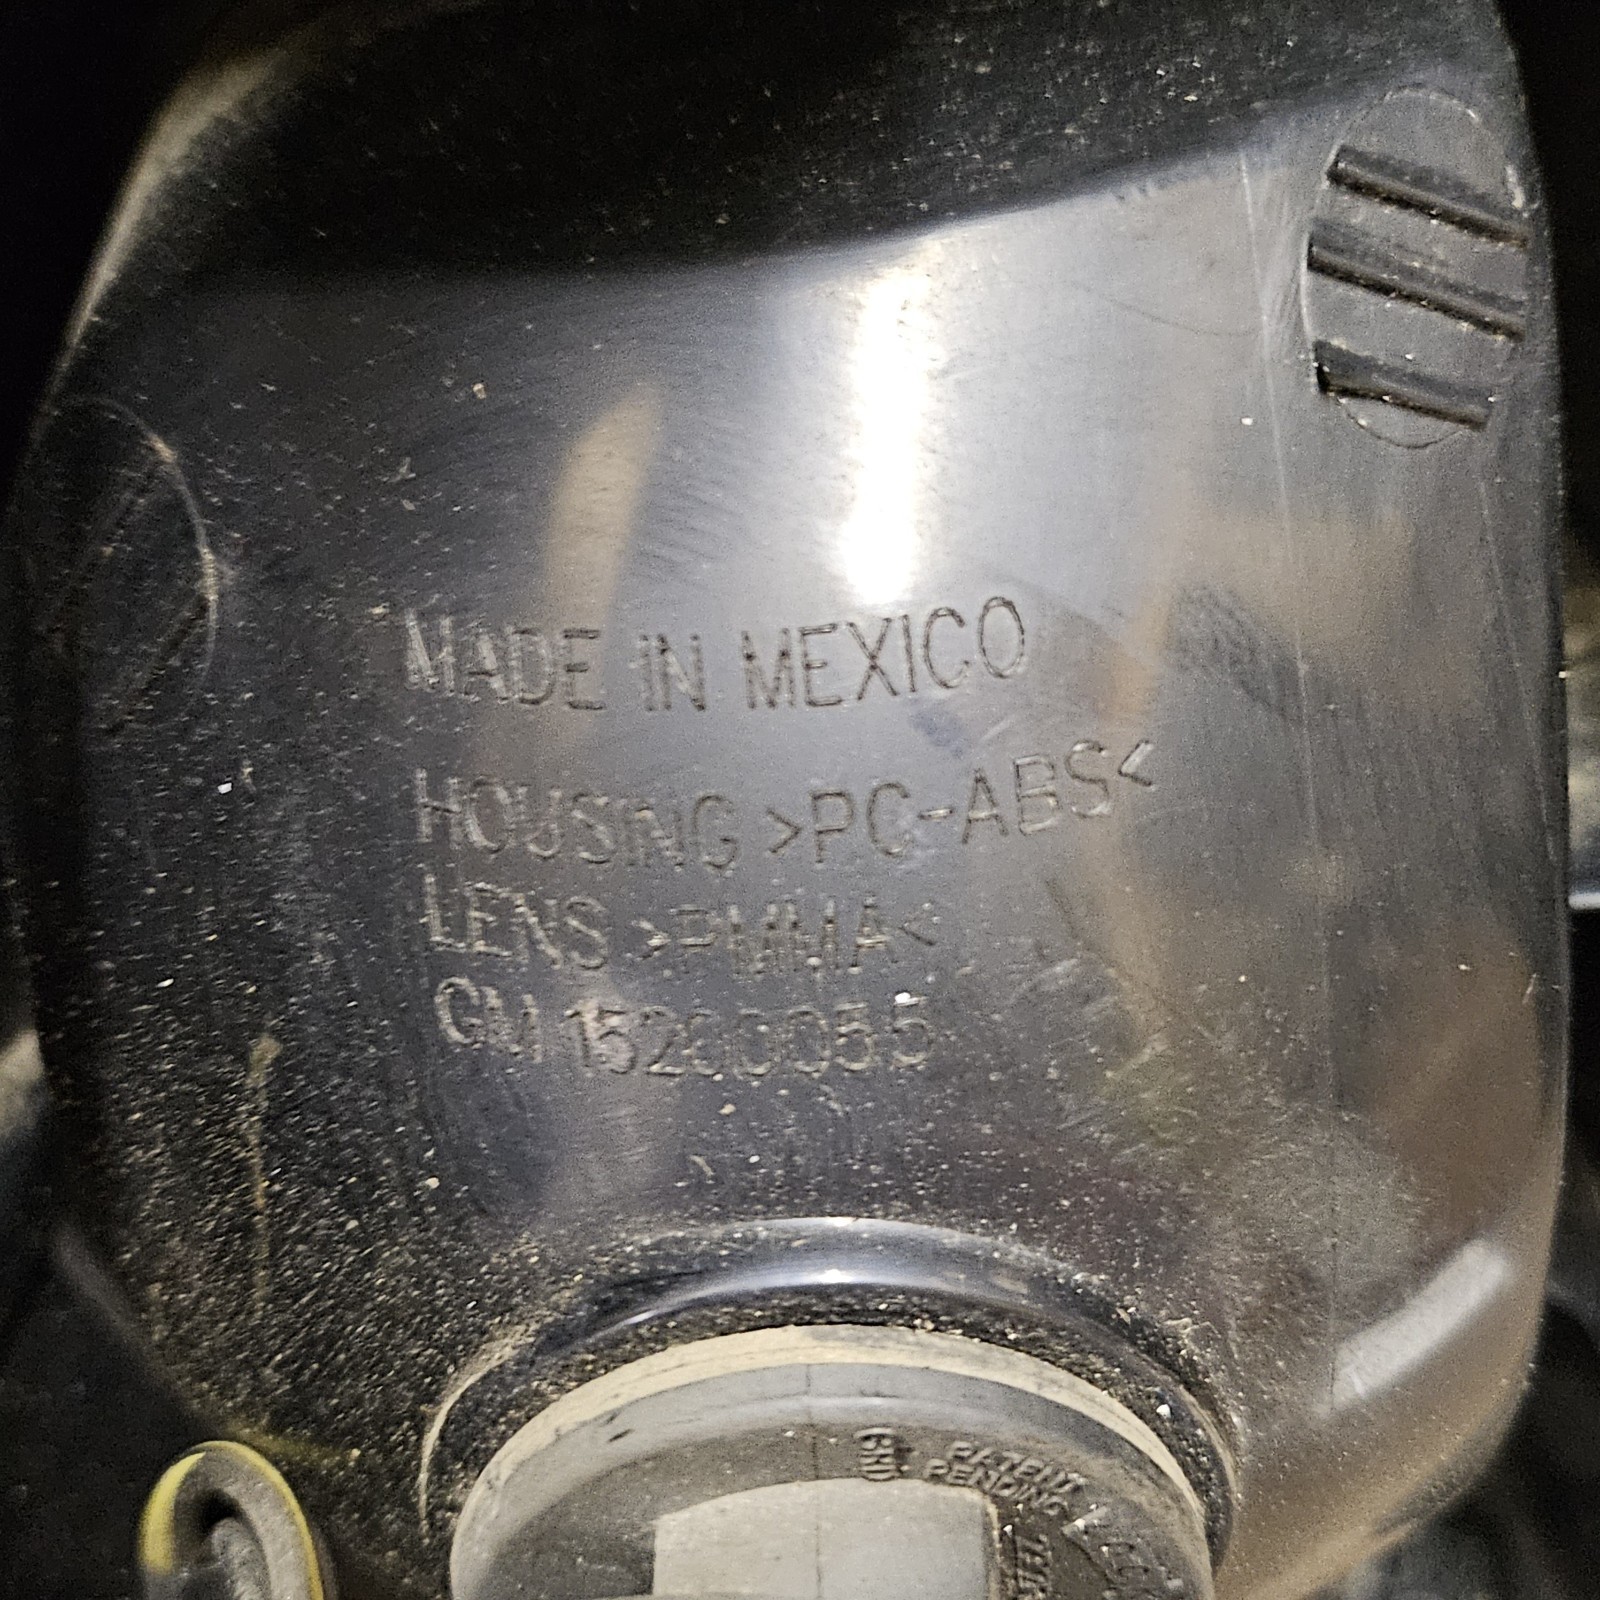 MADE IN MEXICO
HOUSING >PC-ABS<
LENS >PMMA<
GM 15200055
PATENT
PENDING